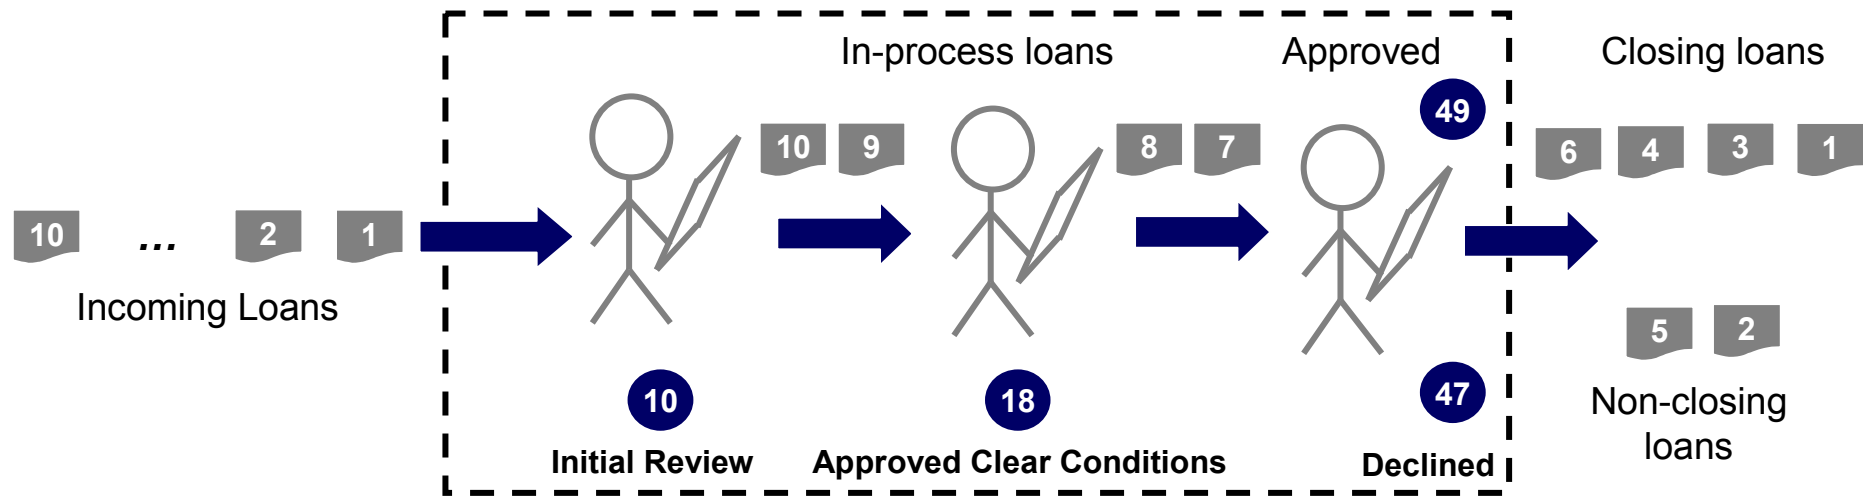 In-process loans
Approved
Closing loans
49
10 9
8 7
6 4 3 1
10 ... 2 1
Incoming Loans
5 2
10
18
47
Non-closing
loans
Initial Review
Approved Clear Conditions
Declined